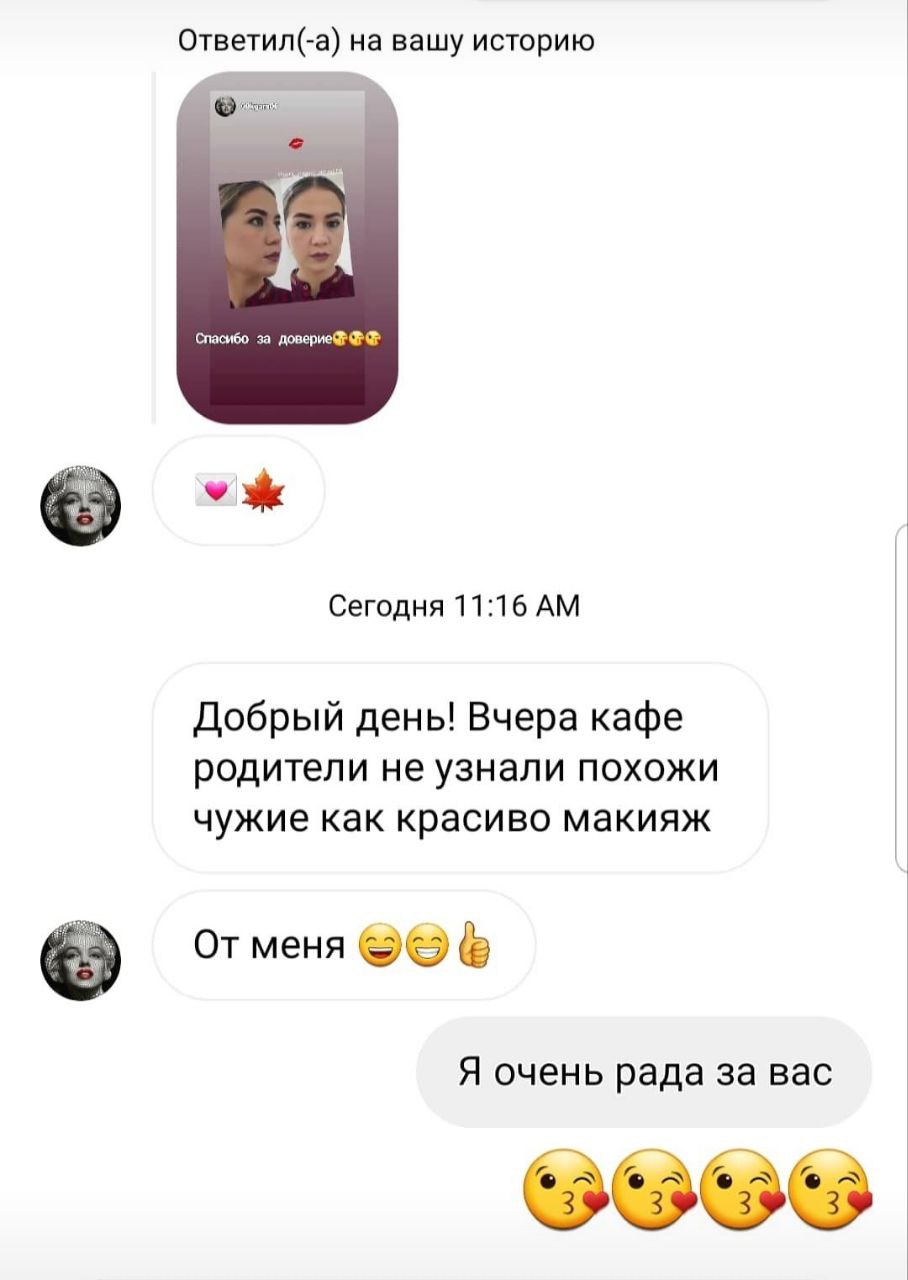 Ответил(-а) на вашу историю
Спасибо за доверие😘😘😘
💌🍁
Сегодня 11:16 AM
Добрый день! Вчера кафе
родители не узнали похожи
чужие как красиво макияж
От меня 😄😁👍
Я очень рада за вас
😘😘😘😘